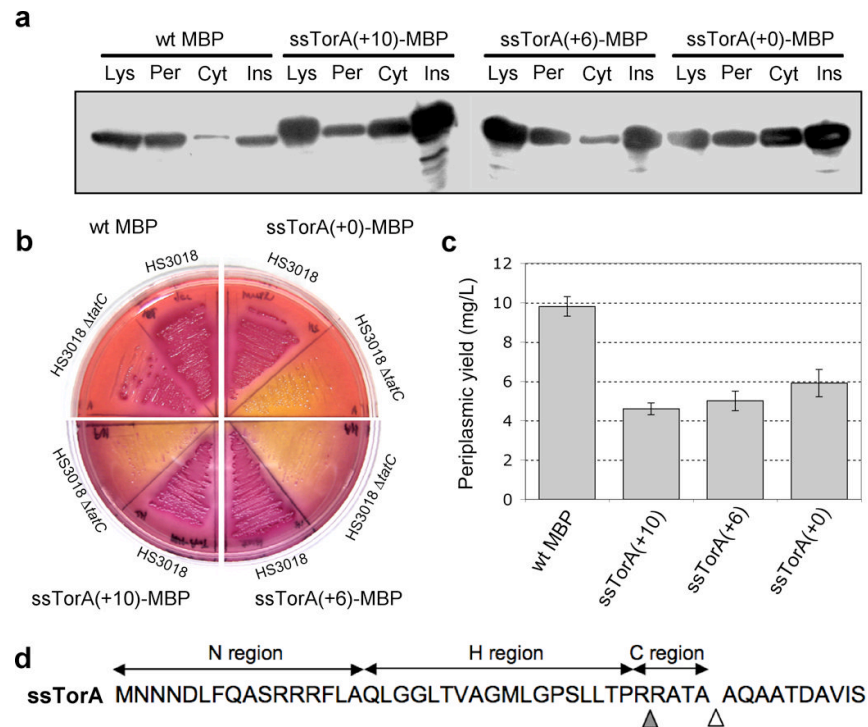 a
wt MBP ssTorA(+10)-MBP ssTorA(+6)-MBP ssTorA(+0)-MBP
Lys Per Cyt Ins Lys Per Cyt Ins Lys Per Cyt Ins Lys Per Cyt Ins
b
wt MBP ssTorA(+0)-MBP
HS3018 HS3018
HS3018 ΔtatC HS3018 ΔtatC
HS3018 ΔtatC HS3018 ΔtatC
HS3018 HS3018
ssTorA(+10)-MBP ssTorA(+6)-MBP
c
Periplasmic yield (mg/L)
12
10
8
6
4
2
0
wt MBP ssTorA(+10) ssTorA(+6) ssTorA(+0)
d
N region H region C region
ssTorA MNNNDLFQASRRRFLAQLGGLTVAGMLGPSLLTPRRATA AQAATDAVIS